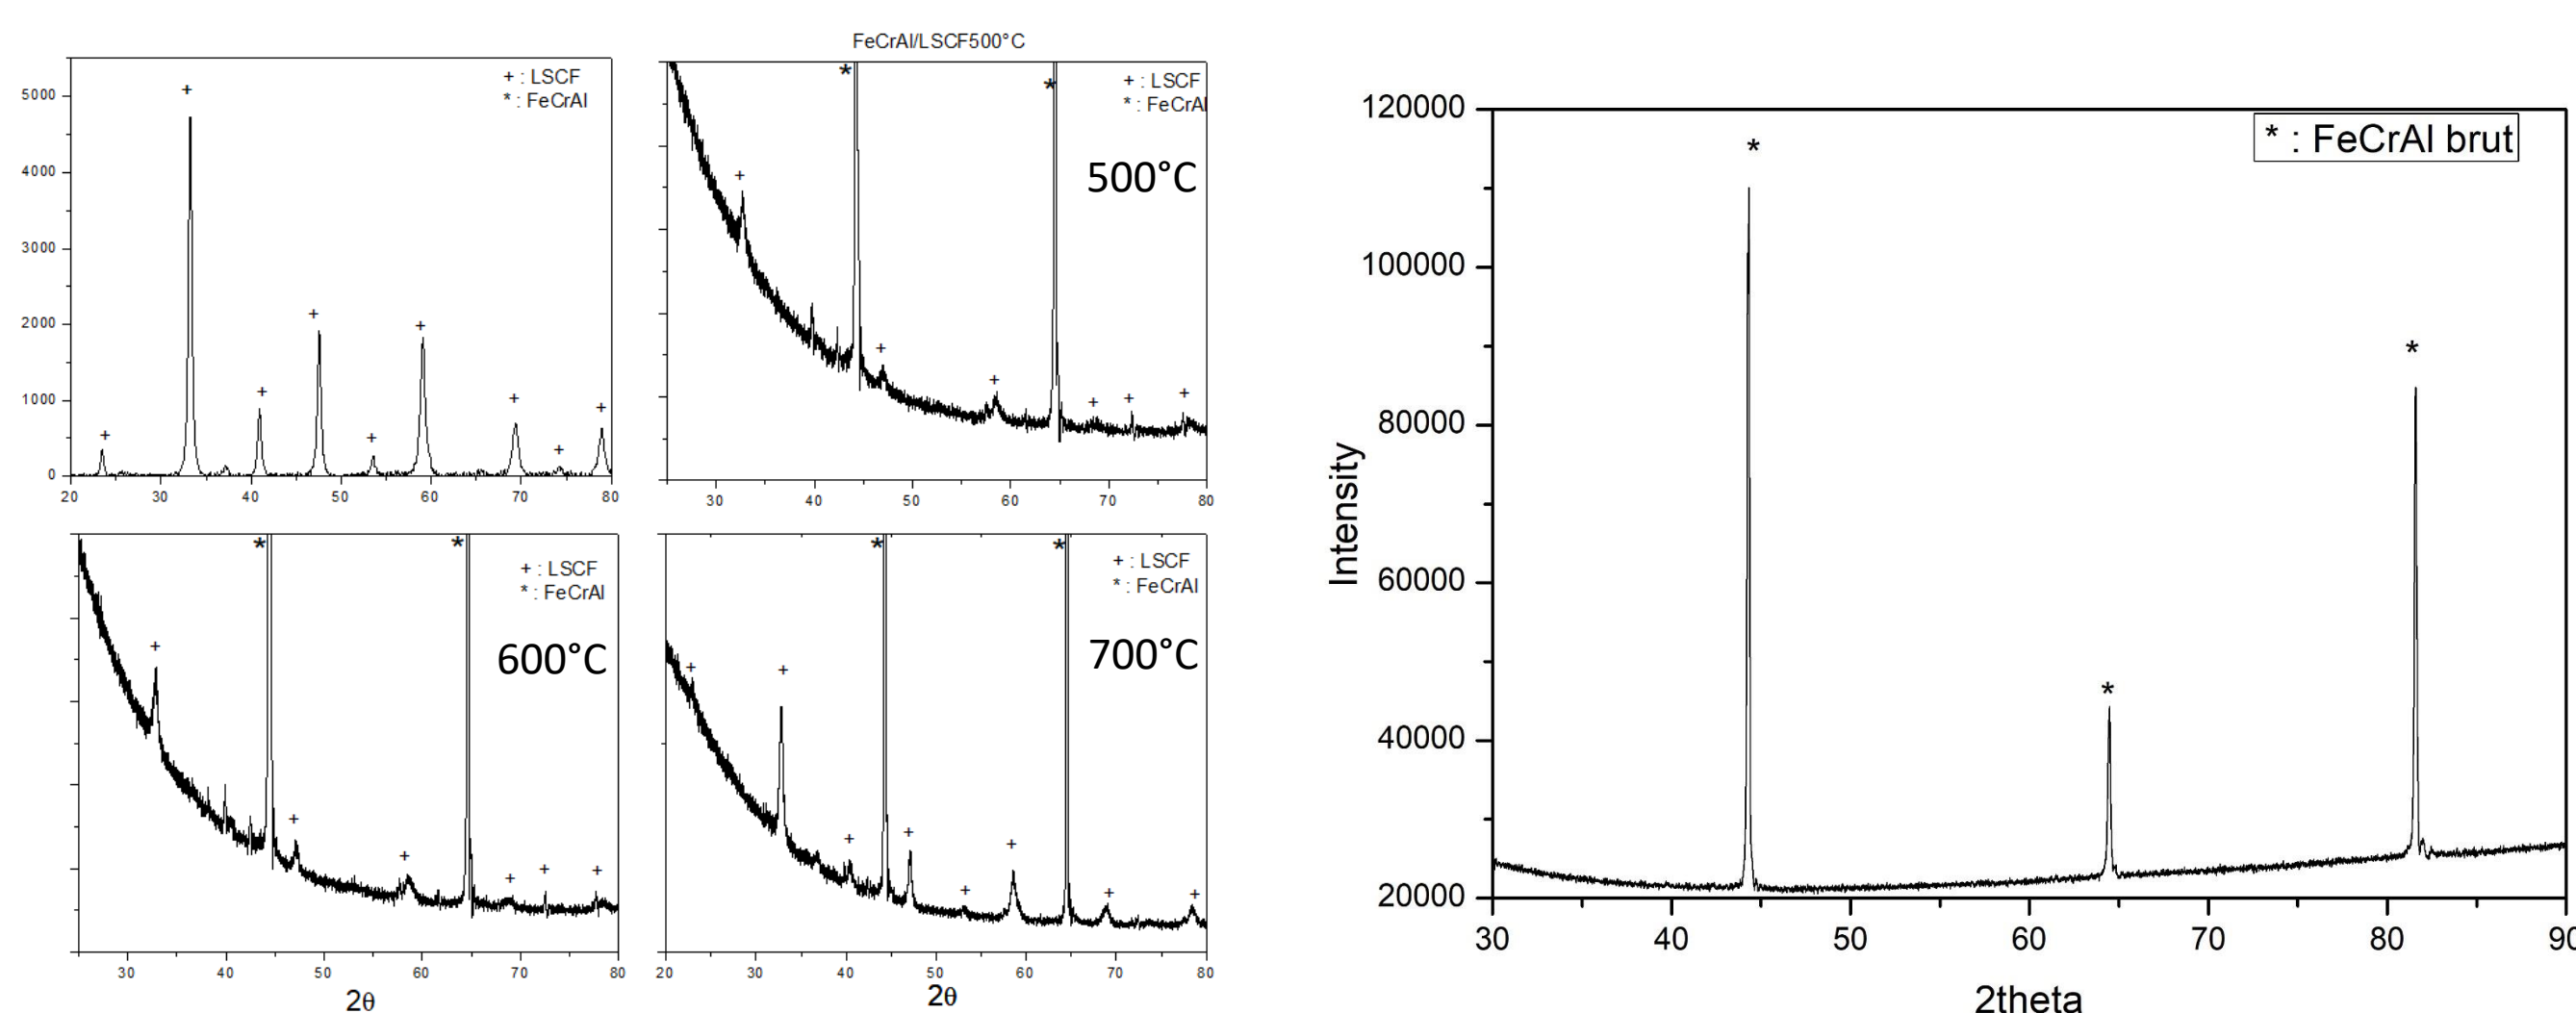 + : LSCF
* : FeCrAl
5000
4000
3000
2000
1000
0
20 30 40 50 60 70 80
FeCrAl/LSCF500°C
+ : LSCF
* : FeCrAl
500°C
30 40 50 60 70 80
+ : LSCF
* : FeCrAl
600°C
30 40 50 60 70 80
2θ
+ : LSCF
* : FeCrAl
700°C
20 30 40 50 60 70 80
2θ
* : FeCrAl brut
120000
100000
80000
60000
40000
20000
Intensity
30 40 50 60 70 80 90
2theta